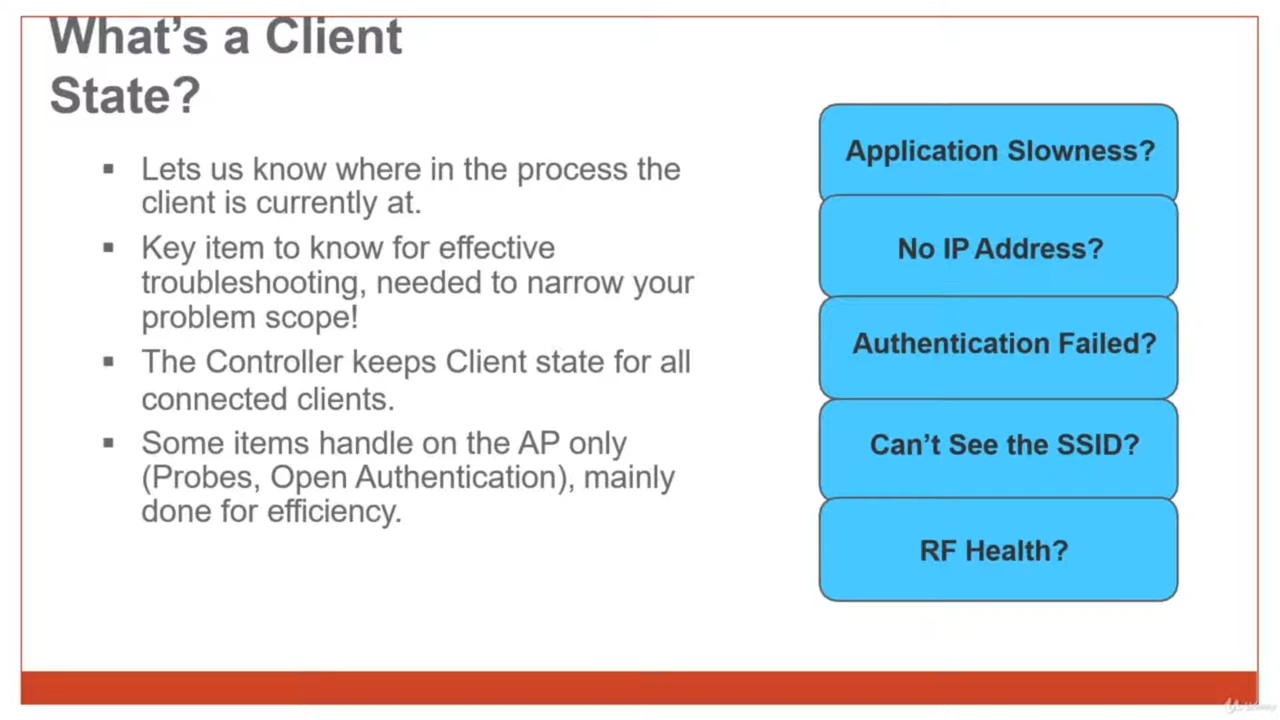 What's a Client
State?
▪ Lets us know where in the process the
client is currently at.
▪ Key item to know for effective
troubleshooting, needed to narrow your
problem scope!
▪ The Controller keeps Client state for all
connected clients.
▪ Some items handle on the AP only
(Probes, Open Authentication), mainly
done for efficiency.
Application Slowness?
No IP Address?
Authentication Failed?
Can't See the SSID?
RF Health?